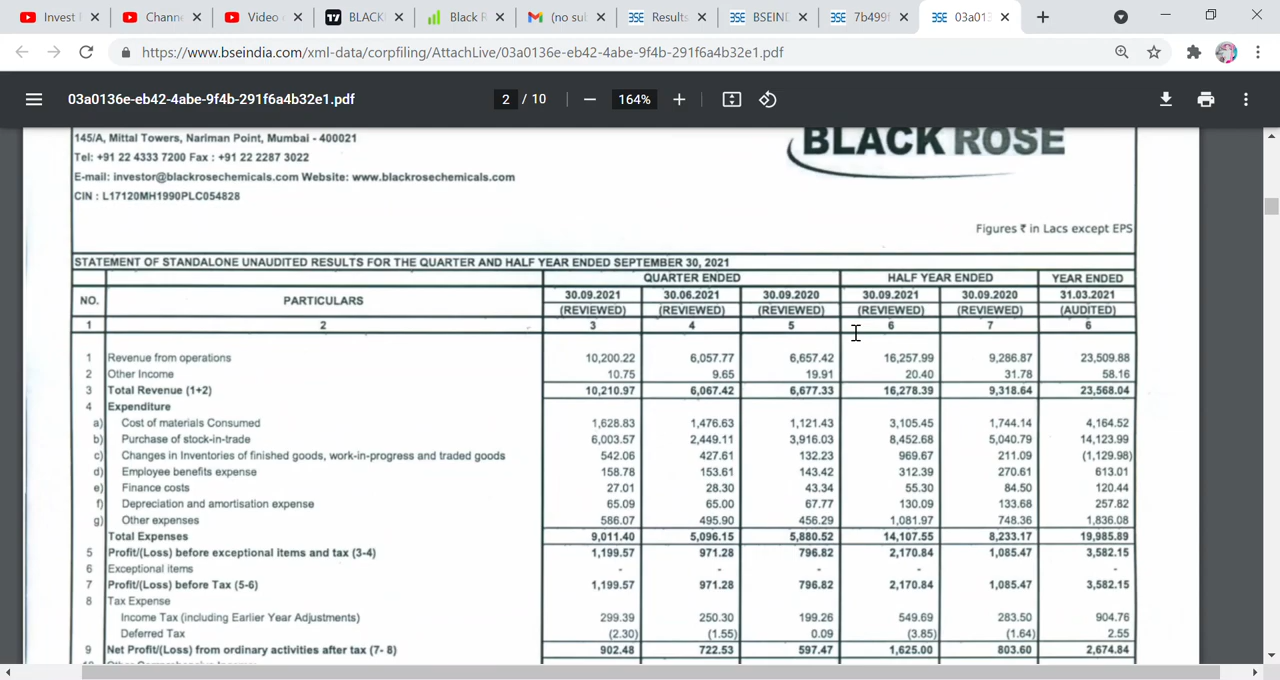 Invest
Channe
Video
BLACK
Black R
(no sul
Results
BSEIND
7b499f
03a013
https://www.bseindia.com/xml-data/corpfiling/AttachLive/03a0136e-eb42-4abe-9f4b-291f6a4b32e1.pdf
03a0136e-eb42-4abe-9f4b-291f6a4b32e1.pdf 2 / 10 164%
145/A, Mittal Towers, Nariman Point, Mumbai - 400021
Tel: +91 22 4333 7200 Fax : +91 22 2287 3022
E-mail: investor@blackrosechemicals.com Website: www.blackrosechemicals.com
CIN : L17120MH1990PLC054828
BLACK ROSE
Figures ₹ in Lacs except EPS
STATEMENT OF STANDALONE UNAUDITED RESULTS FOR THE QUARTER AND HALF YEAR ENDED SEPTEMBER 30, 2021
QUARTER ENDED HALF YEAR ENDED YEAR ENDED
NO. PARTICULARS 30.09.2021 30.06.2021 30.09.2020 30.09.2021 30.09.2020 31.03.2021
(REVIEWED) (REVIEWED) (REVIEWED) (REVIEWED) (REVIEWED) (AUDITED)
1 2 3 4 5 6 7 6
1 Revenue from operations 10,200.22 6,057.77 6,657.42 16,257.99 9,286.87 23,509.88
2 Other Income 10.75 9.65 19.91 20.40 31.78 58.16
3 Total Revenue (1+2) 10,210.97 6,067.42 6,677.33 16,278.39 9,318.64 23,568.04
4 Expenditure
a) Cost of materials Consumed 1,628.83 1,476.63 1,121.43 3,105.45 1,744.14 4,164.52
b) Purchase of stock-in-trade 6,003.57 2,449.11 3,916.03 8,452.68 5,040.79 14,123.99
c) Changes in Inventories of finished goods, work-in-progress and traded goods 542.06 427.61 132.23 969.67 211.09 (1,129.98)
d) Employee benefits expense 158.78 153.61 143.42 312.39 270.61 613.01
e) Finance costs 27.01 28.30 43.34 55.30 84.50 120.44
f) Depreciation and amortisation expense 65.09 65.00 67.77 130.09 133.68 257.82
g) Other expenses 586.07 495.90 456.29 1,081.97 748.36 1,836.08
Total Expenses 9,011.40 5,096.15 5,880.52 14,107.55 8,233.17 19,985.89
5 Profit/(Loss) before exceptional items and tax (3-4) 1,199.57 971.28 796.82 2,170.84 1,085.47 3,582.15
6 Exceptional items - - - - - -
7 Profit/(Loss) before Tax (5-6) 1,199.57 971.28 796.82 2,170.84 1,085.47 3,582.15
8 Tax Expense
Income Tax (including Earlier Year Adjustments) 299.39 250.30 199.26 549.69 283.50 904.76
Deferred Tax (2.30) (1.55) 0.09 (3.85) (1.64) 2.55
9 Net Profit/(Loss) from ordinary activities after tax (7- 8) 902.48 722.53 597.47 1,625.00 803.60 2,674.84